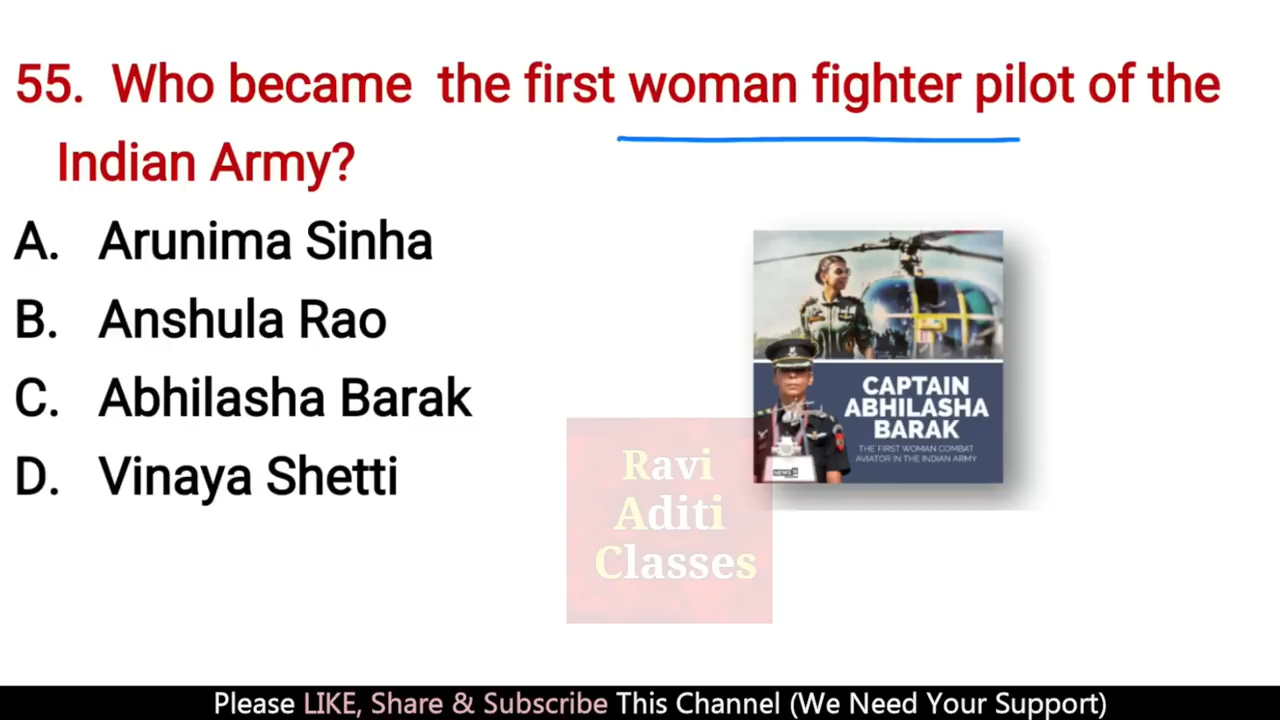 55. Who became the first woman fighter pilot of the
Indian Army?
A. Arunima Sinha
B. Anshula Rao
C. Abhilasha Barak
D. Vinaya Shetti
CAPTAIN
ABHILASHA
BARAK
THE FIRST WOMAN COMBAT
AVIATOR IN THE INDIAN ARMY
Ravi
Aditi
Classes
Please LIKE, Share & Subscribe This Channel (We Need Your Support)